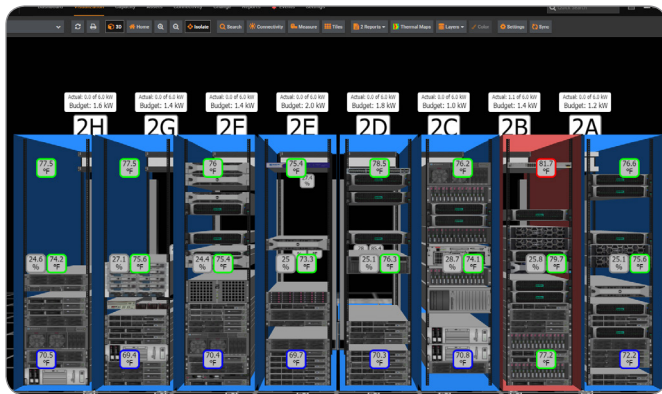 3D
Home
Isolate
Search
Connectivity
Measure
Tiles
2 Reports
Thermal Maps
Layers
Color
Settings
Sync
Actual: 0.0 of 6.0 kW
Budget: 1.6 kW
Actual: 0.0 of 6.0 kW
Budget: 1.4 kW
Actual: 0.0 of 6.0 kW
Budget: 1.4 kW
Actual: 0.0 of 6.0 kW
Budget: 2.0 kW
Actual: 0.0 of 6.0 kW
Budget: 1.8 kW
Actual: 0.0 of 6.0 kW
Budget: 1.0 kW
Actual: 1.1 of 6.0 kW
Budget: 1.4 kW
Actual: 0.0 of 6.0 kW
Budget: 1.2 kW
2H 2G 2F 2E 2D 2C 2B 2A
77.5 °F
77.5 °F
76 °F
75.4 °F
78.5 °F
76.2 °F
81.7 °F
76.6 °F
24.6 %
74.2 °F
27.1 %
75.6 °F
24.4 %
75.4 °F
25 %
73.3 °F
25.1 %
76.3 °F
28.7 %
74.1 °F
25.8 %
79.7 °F
25.1 %
75.6 °F
70.5 °F
69.4 °F
70.4 °F
69.7 °F
70.3 °F
70.8 °F
77.2 °F
72.2 °F